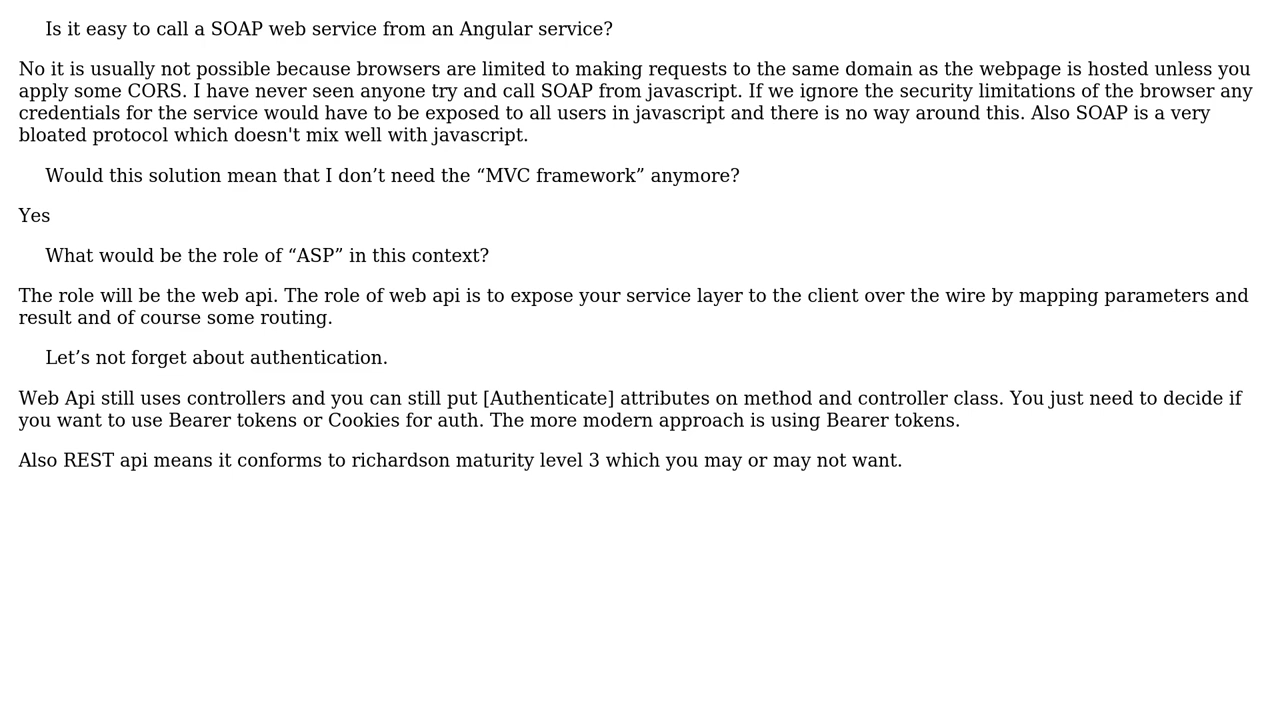 Is it easy to call a SOAP web service from an Angular service?
No it is usually not possible because browsers are limited to making requests to the same domain as the webpage is hosted unless you
apply some CORS. I have never seen anyone try and call SOAP from javascript. If we ignore the security limitations of the browser any
credentials for the service would have to be exposed to all users in javascript and there is no way around this. Also SOAP is a very
bloated protocol which doesn't mix well with javascript.
Would this solution mean that I don’t need the “MVC framework” anymore?
Yes
What would be the role of “ASP” in this context?
The role will be the web api. The role of web api is to expose your service layer to the client over the wire by mapping parameters and
result and of course some routing.
Let’s not forget about authentication.
Web Api still uses controllers and you can still put [Authenticate] attributes on method and controller class. You just need to decide if
you want to use Bearer tokens or Cookies for auth. The more modern approach is using Bearer tokens.
Also REST api means it conforms to richardson maturity level 3 which you may or may not want.